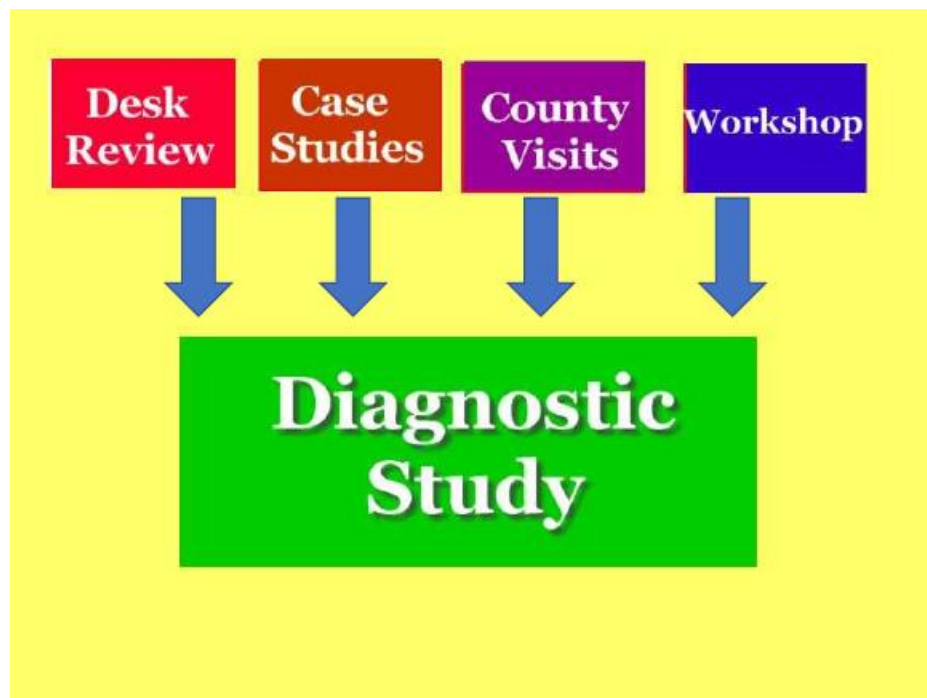 Desk
Review
Case
Studies
County
Visits
Workshop
Diagnostic
Study